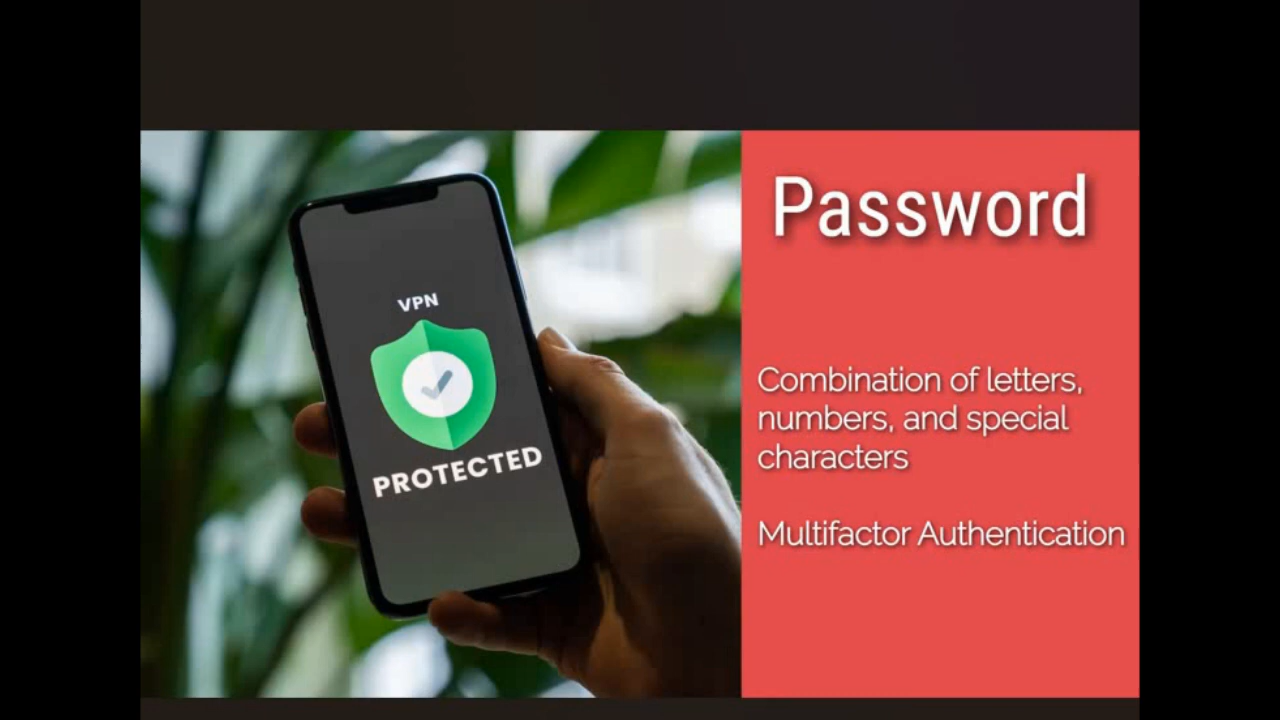 VPN
PROTECTED
Password
Combination of letters,
numbers, and special
characters
Multifactor Authentication